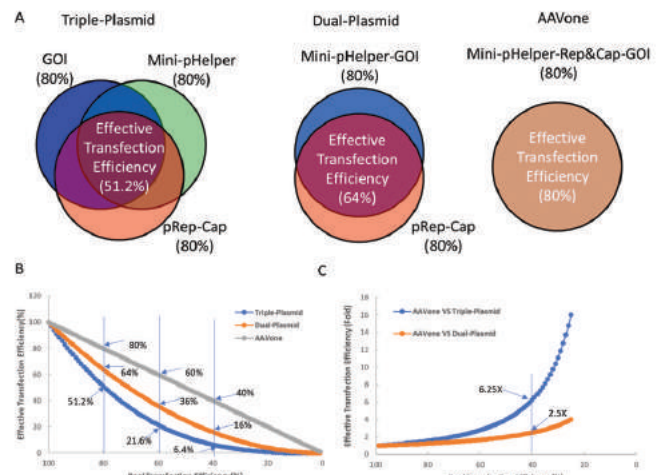 A
Triple-Plasmid
Dual-Plasmid
AAVone
GOI
(80%)
Mini-pHelper
(80%)
Effective
Transfection
Efficiency
(51.2%)
pRep-Cap
(80%)
Mini-pHelper-GOI
(80%)
Effective
Transfection
Efficiency
(64%)
pRep-Cap
(80%)
Mini-pHelper-Rep&Cap-GOI
(80%)
Effective
Transfection
Efficiency
(80%)
B
Effective Transfection Efficiency(%)
120
100
80
60
40
20
0
Triple-Plasmid
Dual-Plasmid
AAVone
80%
64%
51.2%
60%
36%
21.6%
40%
16%
6.4%
100
80
60
40
20
0
C
Effective Transfection Efficiency (Fold)
18
16
14
12
10
8
6
4
2
0
AAVone VS Triple-Plasmid
AAVone VS Dual-Plasmid
6.25X
2.5X
100
80
60
40
20
0